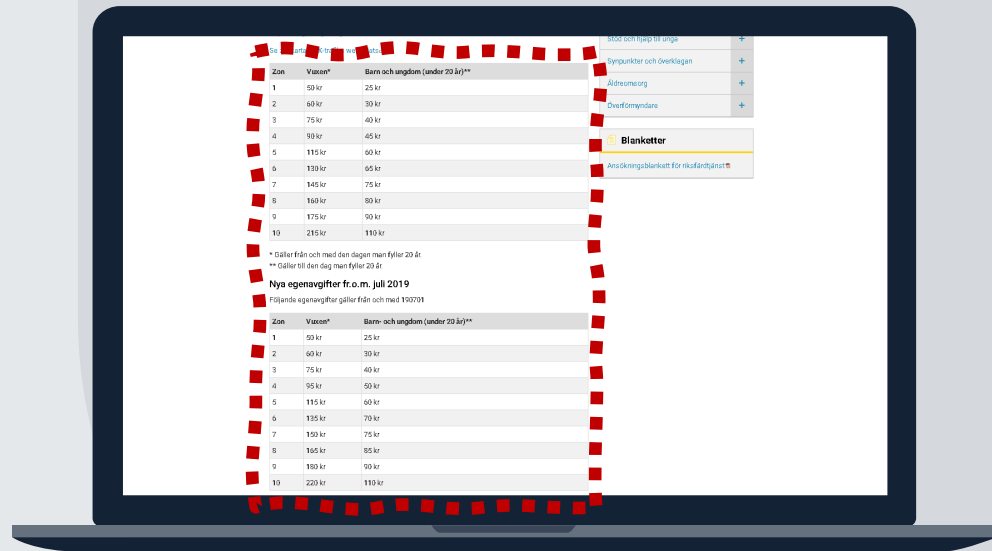 Se
Zon Vuxen* Barn och ungdom (under 20 år)**
1 50 kr 25 kr
2 60 kr 30 kr
3 75 kr 40 kr
4 90 kr 45 kr
5 115 kr 60 kr
6 130 kr 65 kr
7 145 kr 75 kr
8 160 kr 80 kr
9 175 kr 90 kr
10 215 kr 110 kr
* Gäller från och med den dagen man fyller 20 år.
** Gäller till den dag man fyller 20 år.
Nya egenavgifter fr.o.m. juli 2019
Följande egenavgifter gäller från och med 190701
Zon Vuxen* Barn- och ungdom (under 20 år)**
1 50 kr 25 kr
2 60 kr 30 kr
3 75 kr 40 kr
4 95 kr 50 kr
5 115 kr 60 kr
6 135 kr 70 kr
7 150 kr 75 kr
8 165 kr 85 kr
9 180 kr 90 kr
10 220 kr 110 kr
Stöd och hjälp till unga +
Synpunkter och överklagan +
Äldreomsorg +
Överförmyndare +
Blanketter
Ansökningsblankett för riksfärdtjänst